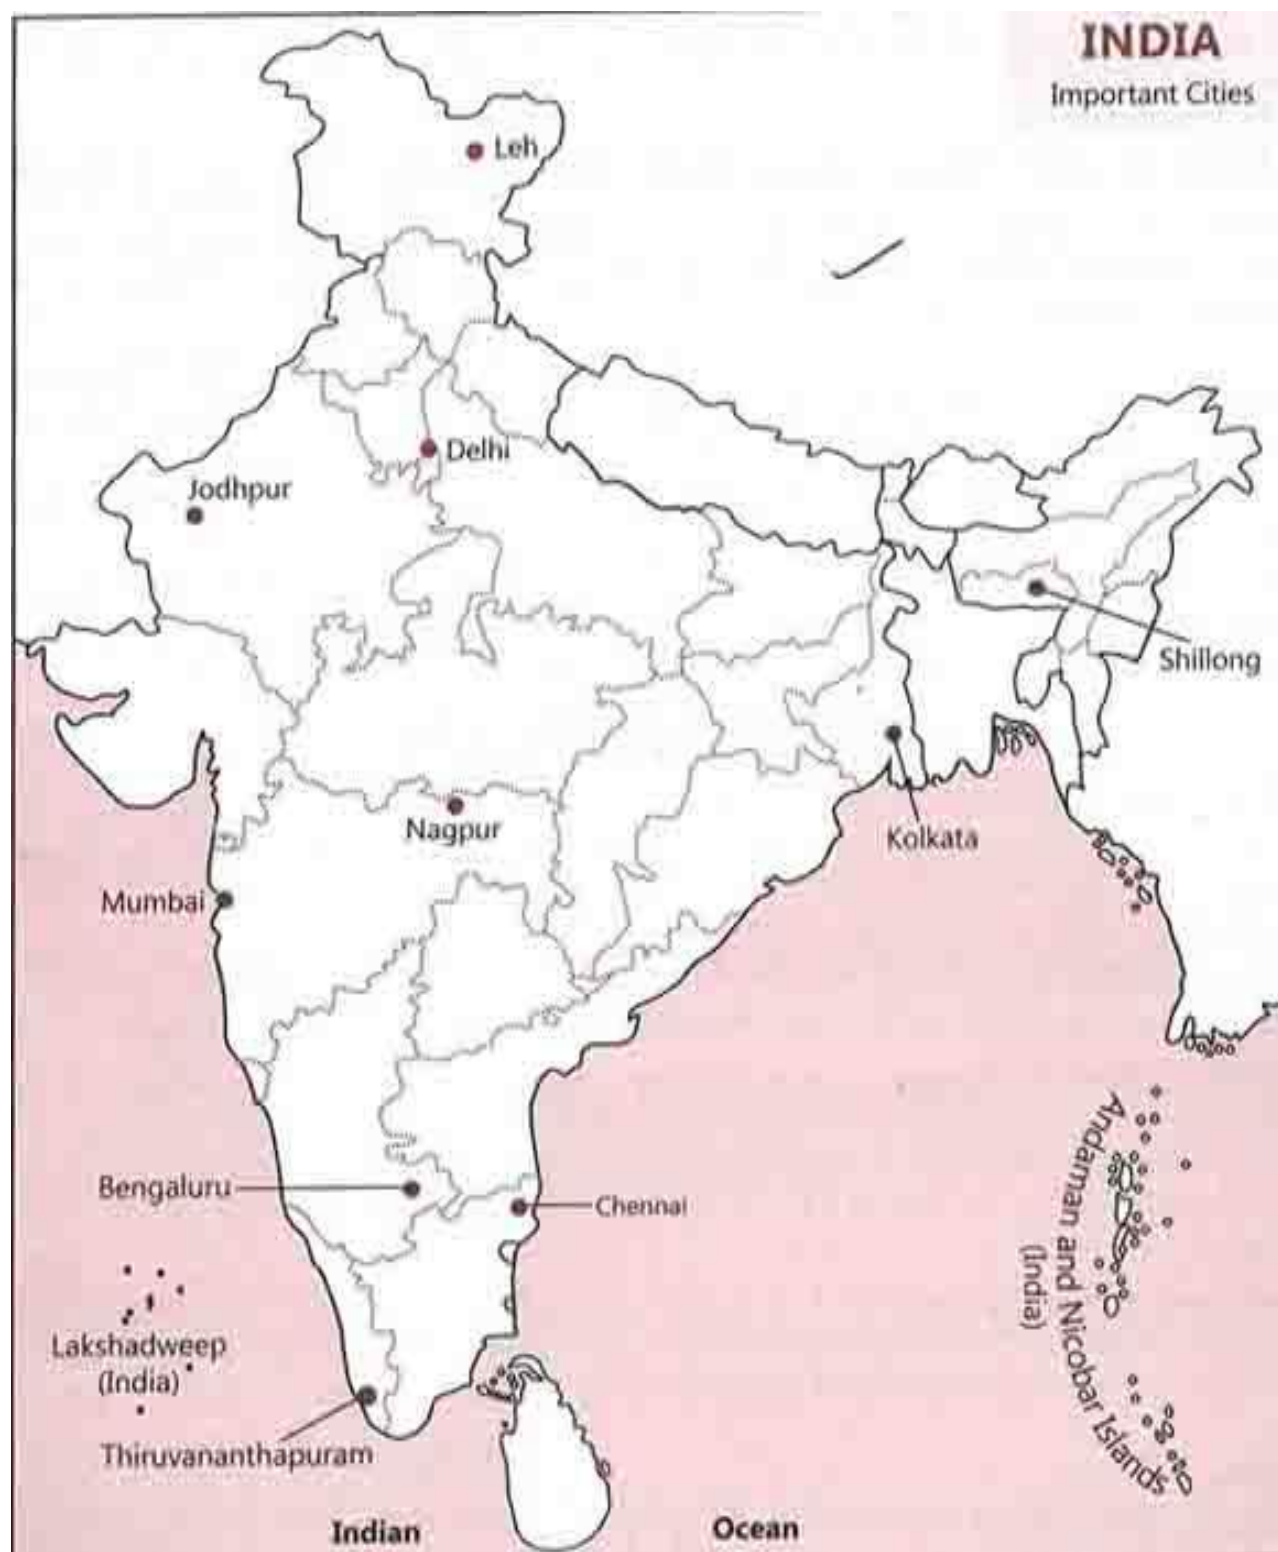 INDIA
Important Cities
Leh
Delhi
Jodhpur
Shillong
Kolkata
Nagpur
Mumbai
Bengaluru
Chennai
Andaman and Nicobar Islands
(India)
Lakshadweep
(India)
Thiruvananthapuram
Indian Ocean